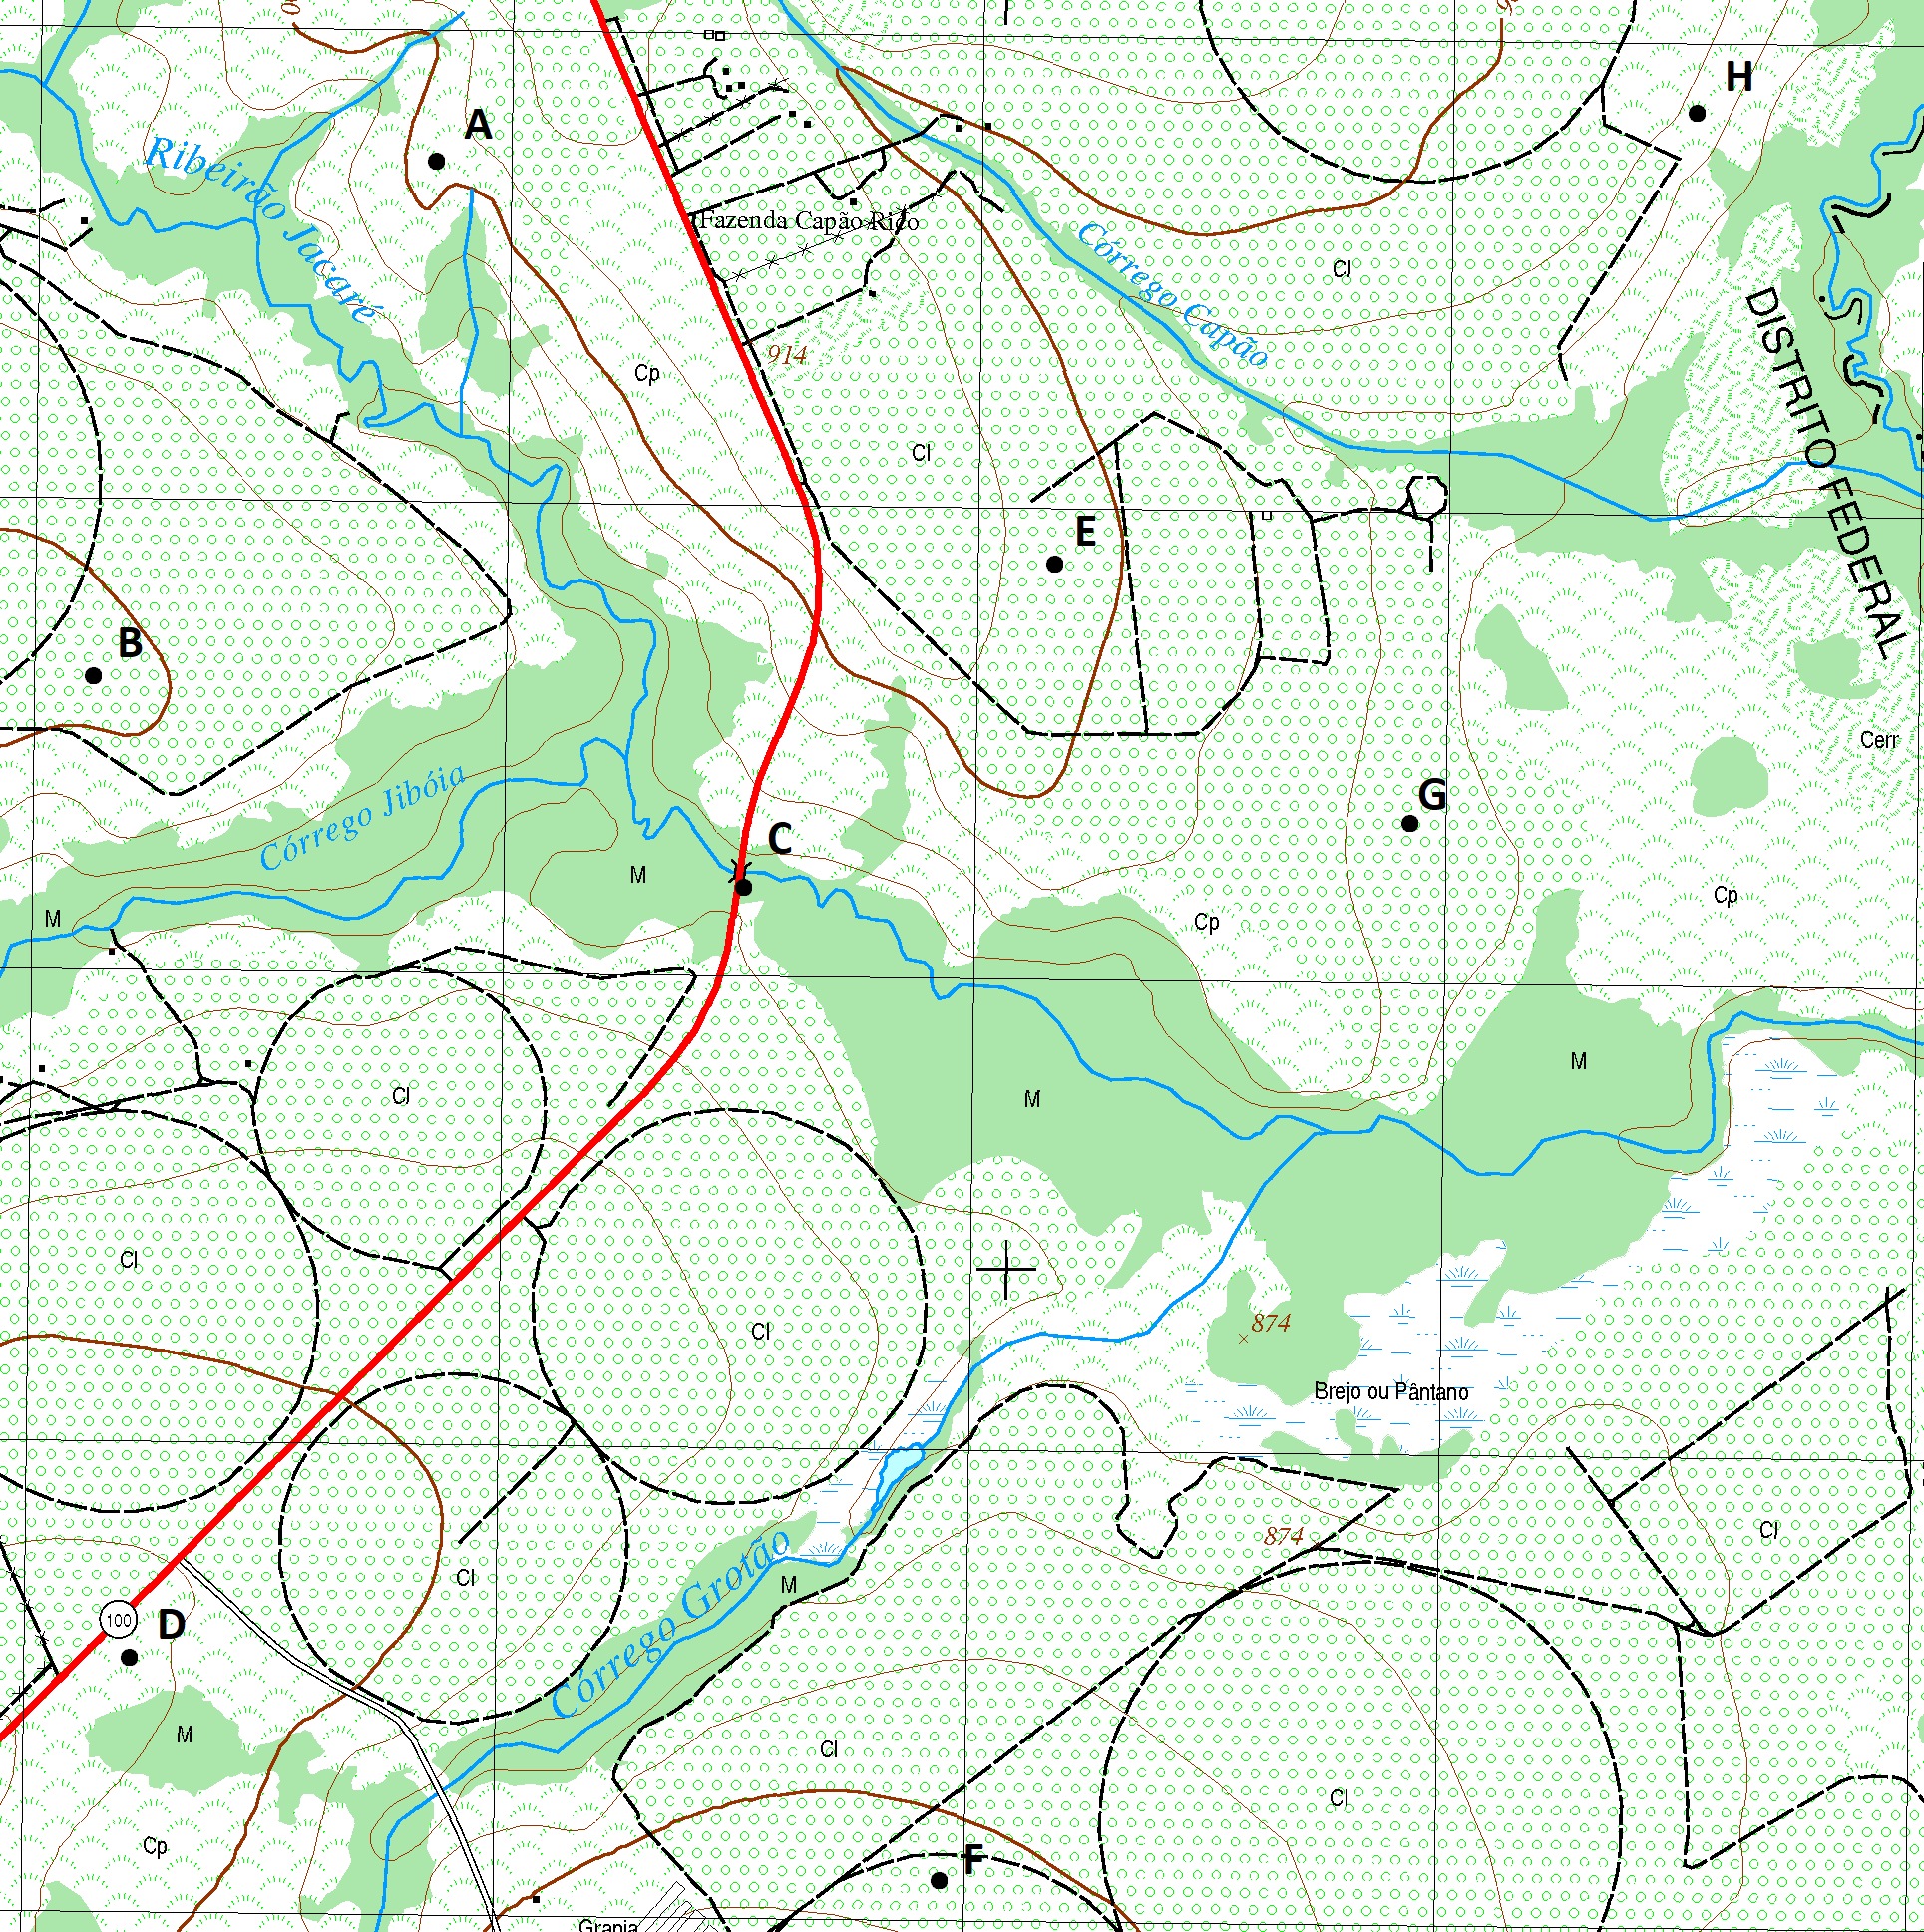 H
A
Ribeirão Jacaré
Fazenda Capão Rico
Córrego Capão
Cl
DISTRITO FEDERAL
914
Cp
Cl
E
B
Cerr
Córrego Jibóia
G
C
M
M
Cp
Cp
M
Cl
M
Cl
Cl
874
Brejo ou Pântano
874
Cl
Cl
M
Córrego Grotão
100
D
M
Cl
Cl
Cp
F
Granja